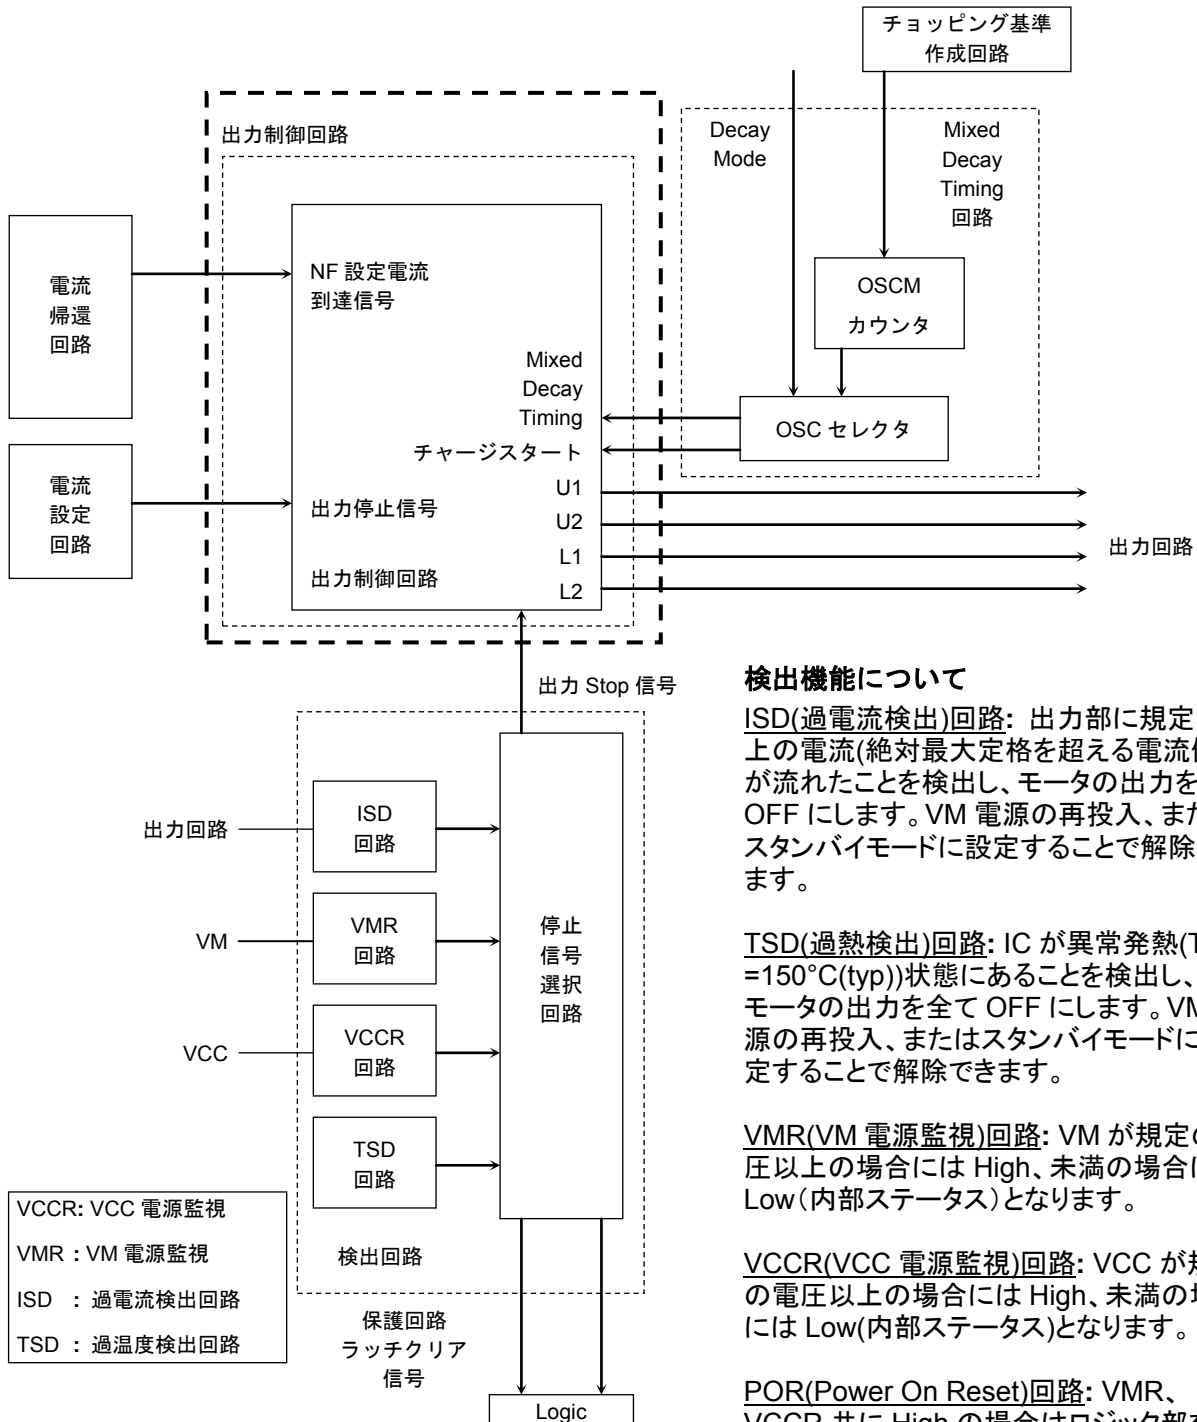 チョッピング基準
作成回路
出力制御回路
Decay
Mode
Mixed
Decay
Timing
回路
電流
帰還
回路
NF 設定電流
到達信号
OSCM
カウンタ
Mixed
Decay
Timing
OSC セレクタ
チャージスタート
電流
設定
回路
出力停止信号
U1
U2
L1
L2
出力回路
出力制御回路
出力 Stop 信号
出力回路
ISD
回路
VM
VMR
回路
VCC
VCCR
回路
TSD
回路
停止
信号
選択
回路
検出回路
VCCR: VCC 電源監視
VMR : VM 電源監視
ISD : 過電流検出回路
TSD : 過温度検出回路
保護回路
ラッチクリア
信号
Logic
検出機能について
ISD(過電流検出)回路: 出力部に規定
上の電流(絶対最大定格を超える電流
が流れたことを検出し、モータの出力を
OFF にします。VM 電源の再投入、また
スタンバイモードに設定することで解除
ます。
TSD(過熱検出)回路: IC が異常発熱(T
=150°C(typ))状態にあることを検出し、
モータの出力を全て OFF にします。VM
源の再投入、またはスタンバイモードに
定することで解除できます。
VMR(VM 電源監視)回路: VM が規定の
圧以上の場合には High、未満の場合に
Low（内部ステータス）となります。
VCCR(VCC 電源監視)回路: VCC が規
の電圧以上の場合には High、未満の場
には Low(内部ステータス)となります。
POR(Power On Reset)回路: VMR、
VCCR 共に High の場合はロジック部